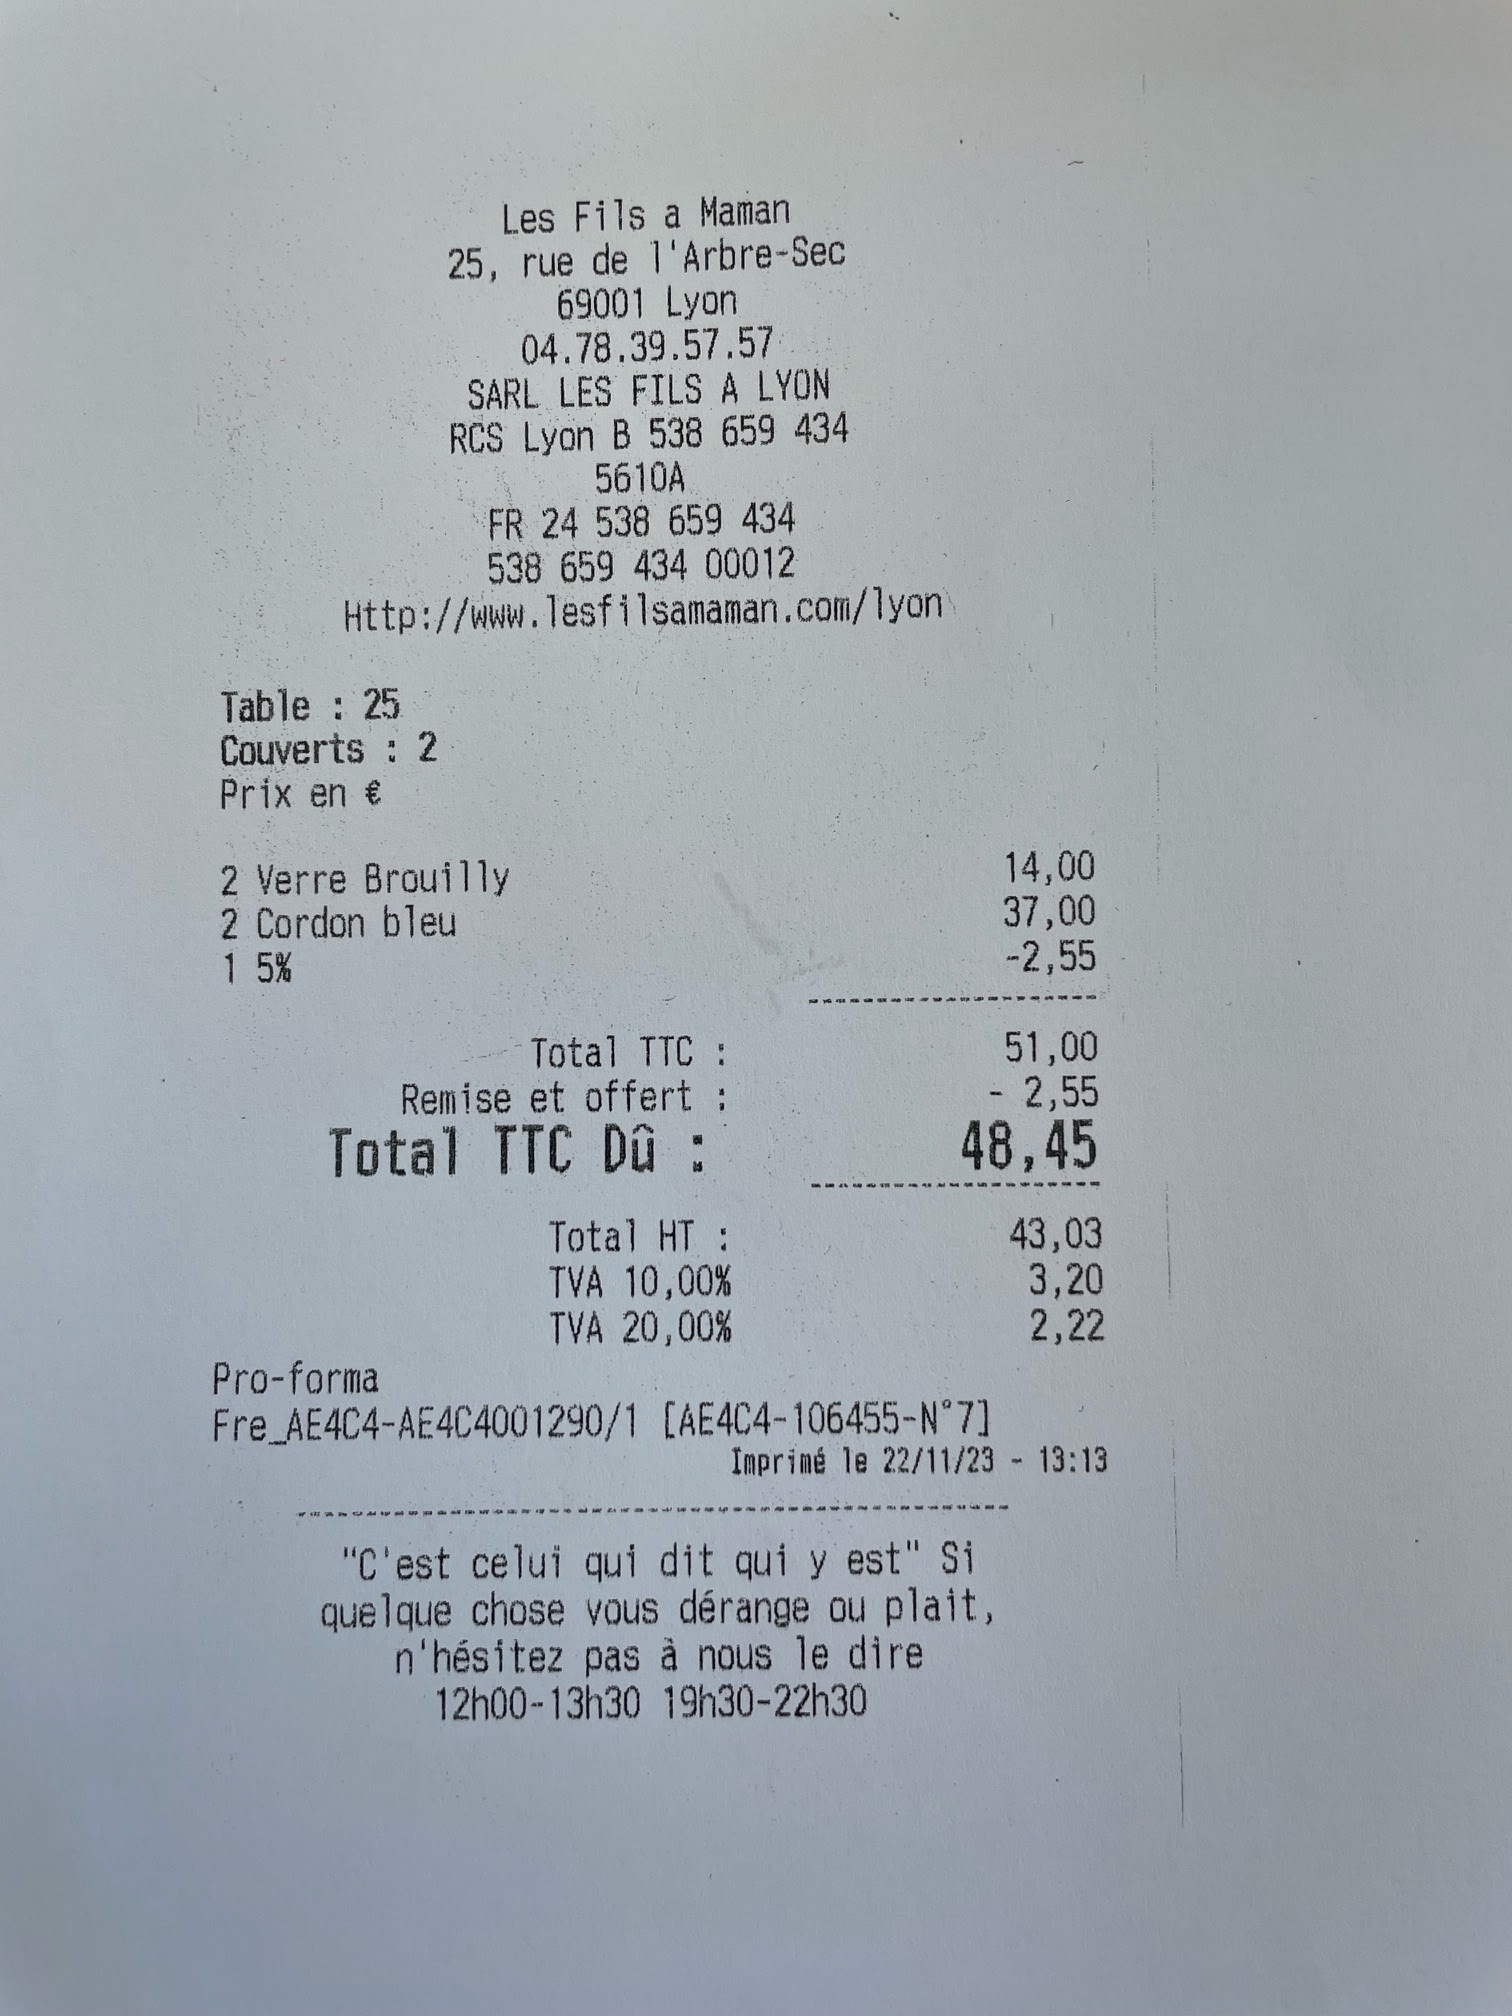 Les Fils a Maman
25, rue de l'Arbre-Sec
69001 Lyon
04.78.39.57.57
SARL LES FILS A LYON
RCS Lyon B 538 659 434
5610A
FR 24 538 659 434
538 659 434 00012
Http://www.lesfilsamaman.com/lyon
Table : 25
Couverts : 2
Prix en €
2 Verre Brouilly 14,00
2 Cordon bleu 37,00
1 5% -2,55
Total TTC : 51,00
Remise et offert : - 2,55
Total TTC Dû : 48,45
Total HT : 43,03
TVA 10,00% 3,20
TVA 20,00% 2,22
Pro-forma
Fre_AE4C4-AE4C4001290/1 [AE4C4-106455-N°7]
Imprimé le 22/11/23 - 13:13
"C'est celui qui dit qui y est" Si
quelque chose vous dérange ou plait,
n'hésitez pas à nous le dire
12h00-13h30 19h30-22h30